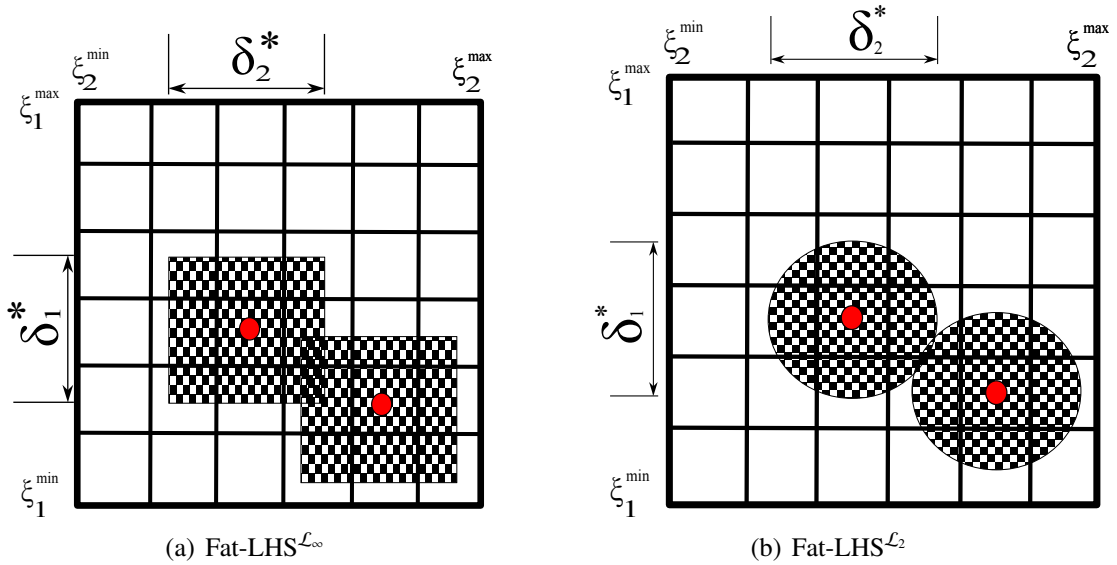 ξ₂ᵐⁱⁿ δ₂* ξ₂ᵐᵃˣ
ξ₁ᵐᵃˣ
δ₁*
ξ₁ᵐⁱⁿ
(a) Fat-LHS^ℒ∞
ξ₂ᵐⁱⁿ δ₂* ξ₂ᵐᵃˣ
ξ₁ᵐᵃˣ
δ₁*
ξ₁ᵐⁱⁿ
(b) Fat-LHS^ℒ₂